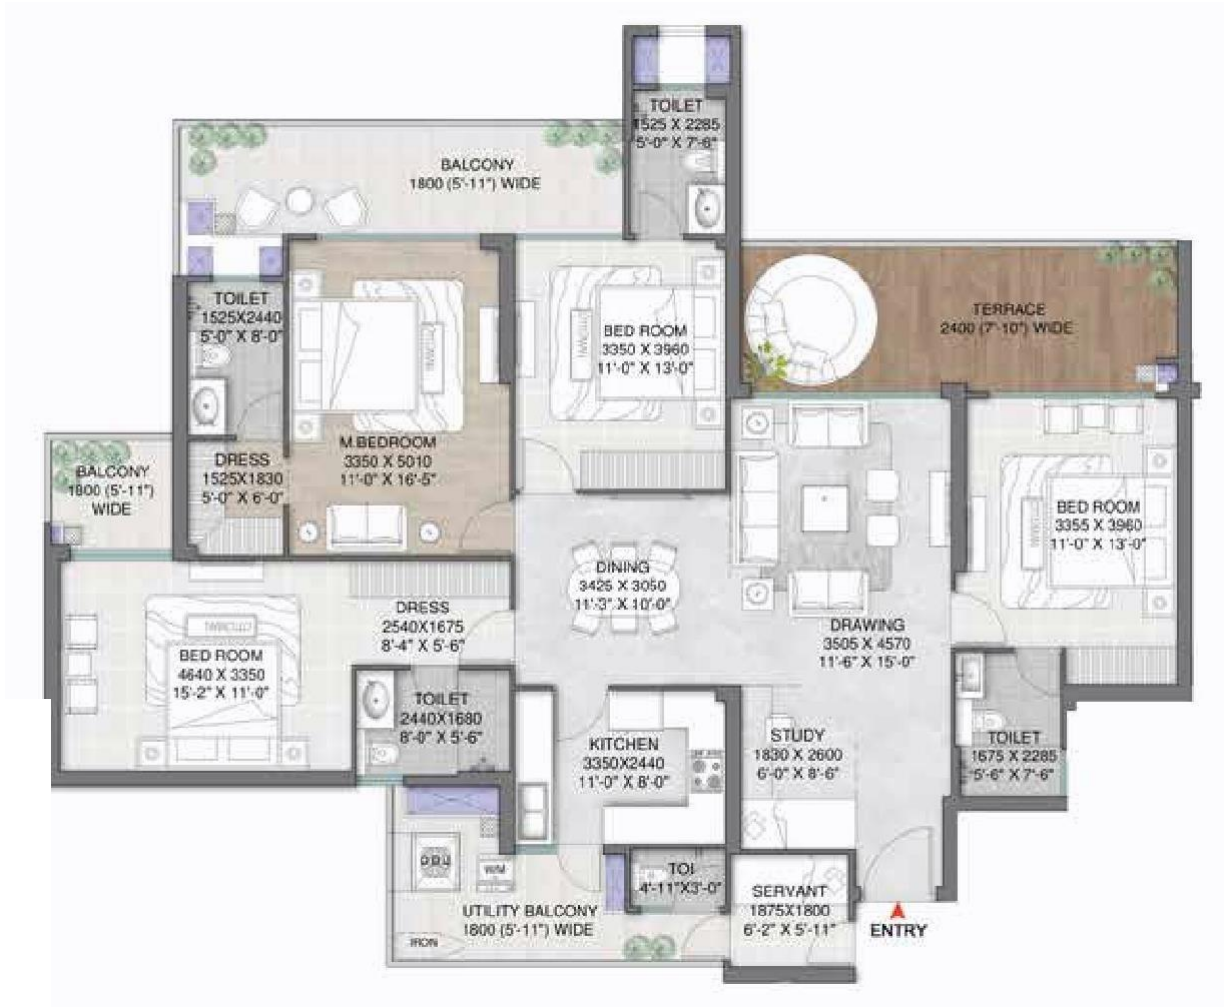 TOILET
1525 X 2285
5'-0" X 7'-6"
BALCONY
1800 (5'-11") WIDE
TOILET
1525X2440
5'-0" X 8'-0"
BED ROOM
3350 X 3960
11'-0" X 13'-0"
TERRACE
2400 (7'-10") WIDE
M.BEDROOM
3350 X 5010
11'-0" X 16'-5"
DRESS
1525X1830
5'-0" X 6'-0"
BALCONY
1800 (5'-11")
WIDE
BED ROOM
3355 X 3960
11'-0" X 13'-0"
DINING
3425 X 3050
11'-3" X 10'-0"
DRESS
2540X1675
8'-4" X 5'-6"
DRAWING
3505 X 4570
11'-6" X 15'-0"
BED ROOM
4640 X 3350
15'-2" X 11'-0"
TOILET
2440X1680
8'-0" X 5'-6"
KITCHEN
3350X2440
11'-0" X 8'-0"
STUDY
1830 X 2600
6'-0" X 8'-6"
TOILET
1675 X 2285
5'-6" X 7'-6"
W/M
TOI
4'-11"X3'-0"
SERVANT
1875X1800
6'-2" X 5'-11"
UTILITY BALCONY
1800 (5'-11") WIDE
IRON
ENTRY